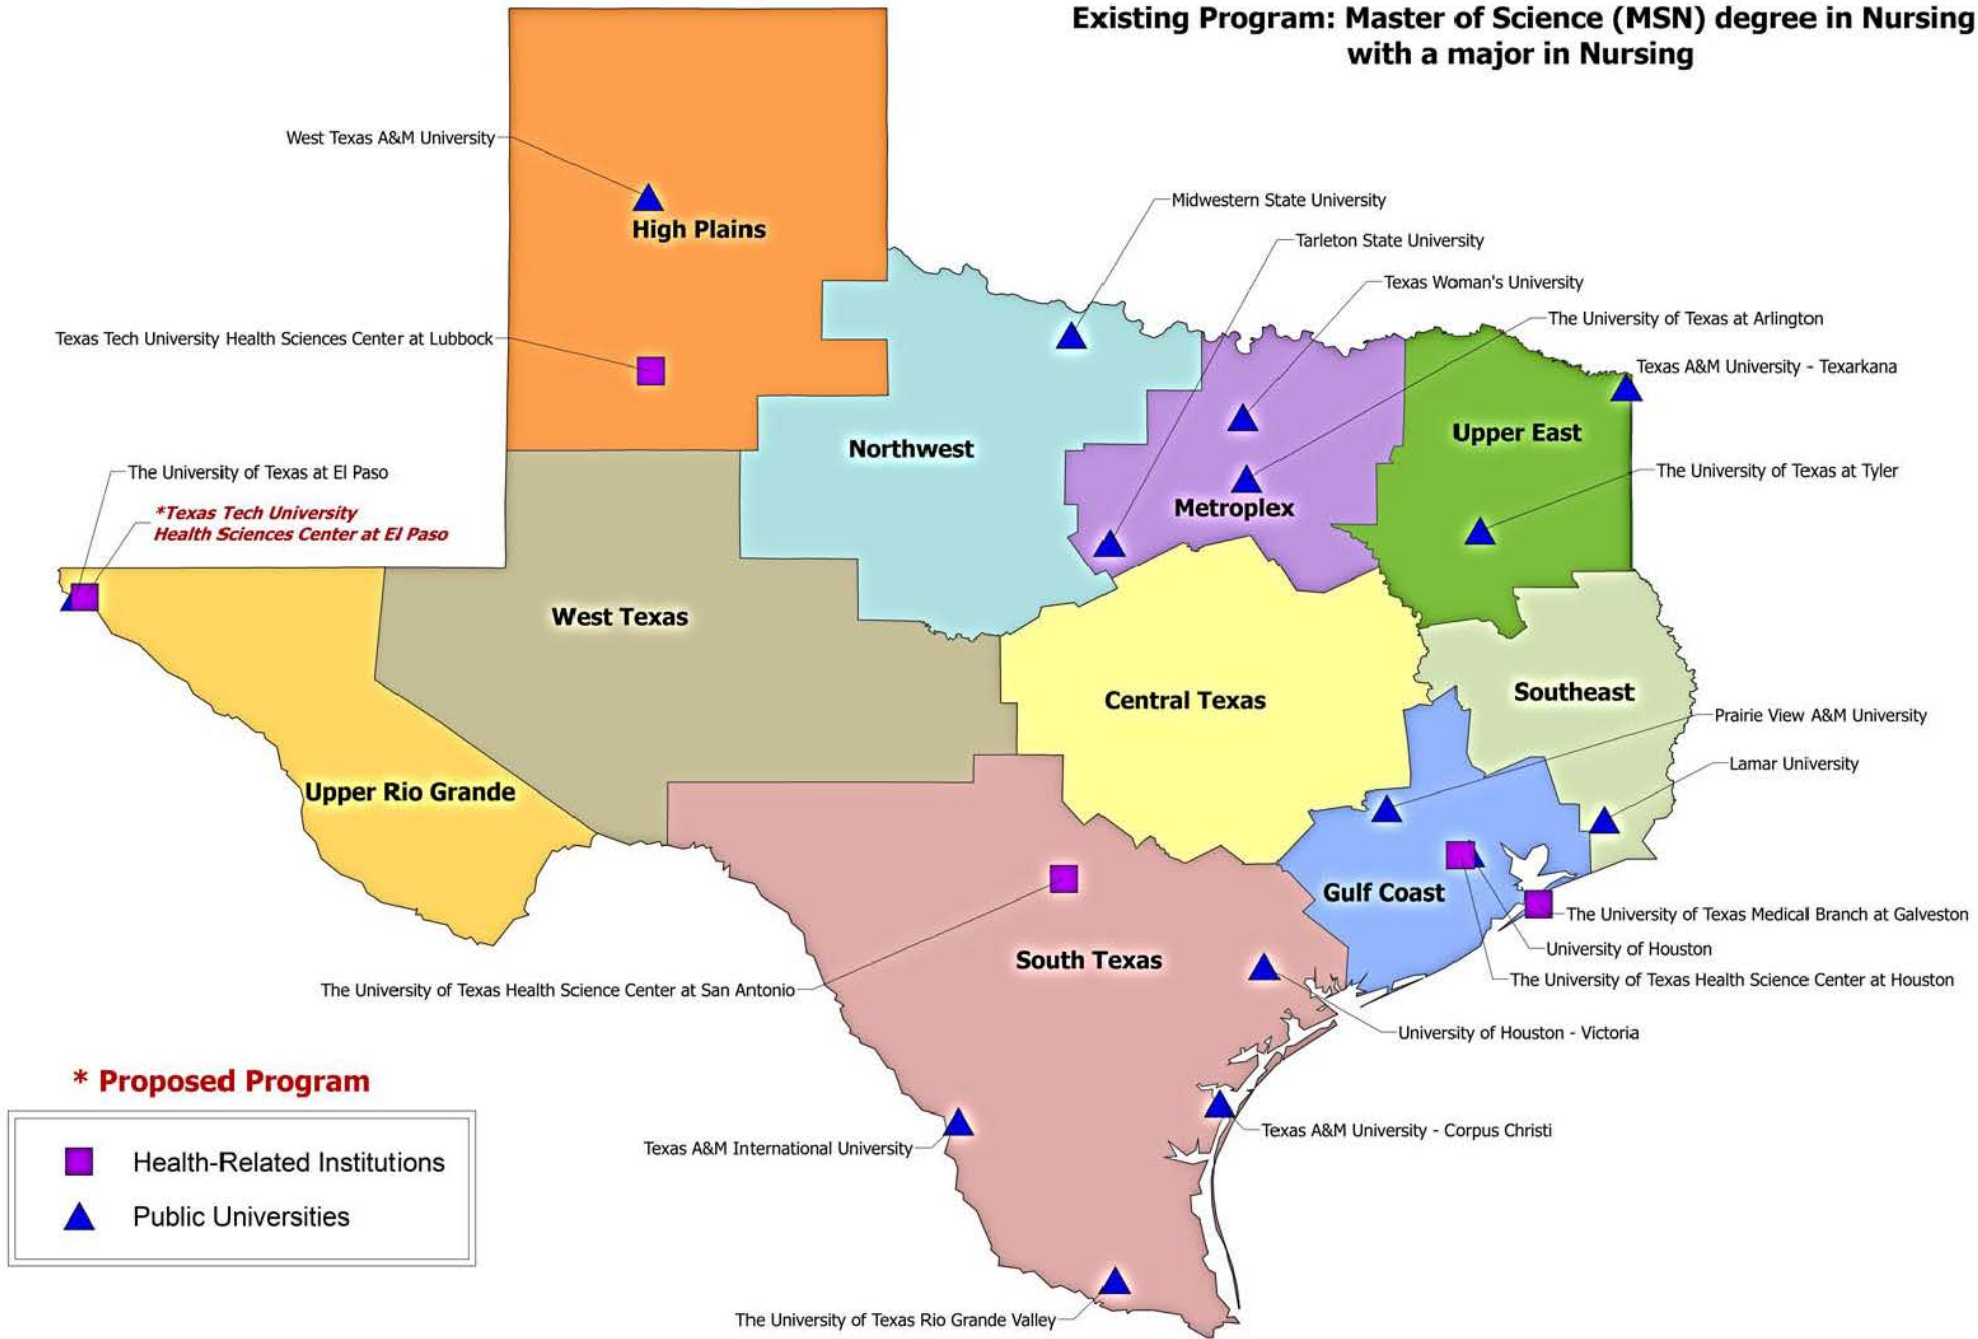 Existing Program: Master of Science (MSN) degree in Nursing
with a major in Nursing
West Texas A&M University
High Plains
Midwestern State University
Tarleton State University
Texas Woman's University
The University of Texas at Arlington
Texas Tech University Health Sciences Center at Lubbock
Texas A&M University - Texarkana
Upper East
Northwest
The University of Texas at El Paso
The University of Texas at Tyler
Metroplex
*Texas Tech University
Health Sciences Center at El Paso
West Texas
Central Texas
Southeast
Prairie View A&M University
Lamar University
Upper Rio Grande
Gulf Coast
The University of Texas Medical Branch at Galveston
University of Houston
South Texas
The University of Texas Health Science Center at San Antonio
The University of Texas Health Science Center at Houston
University of Houston - Victoria
* Proposed Program
Health-Related Institutions
Public Universities
Texas A&M International University
Texas A&M University - Corpus Christi
The University of Texas Rio Grande Valley